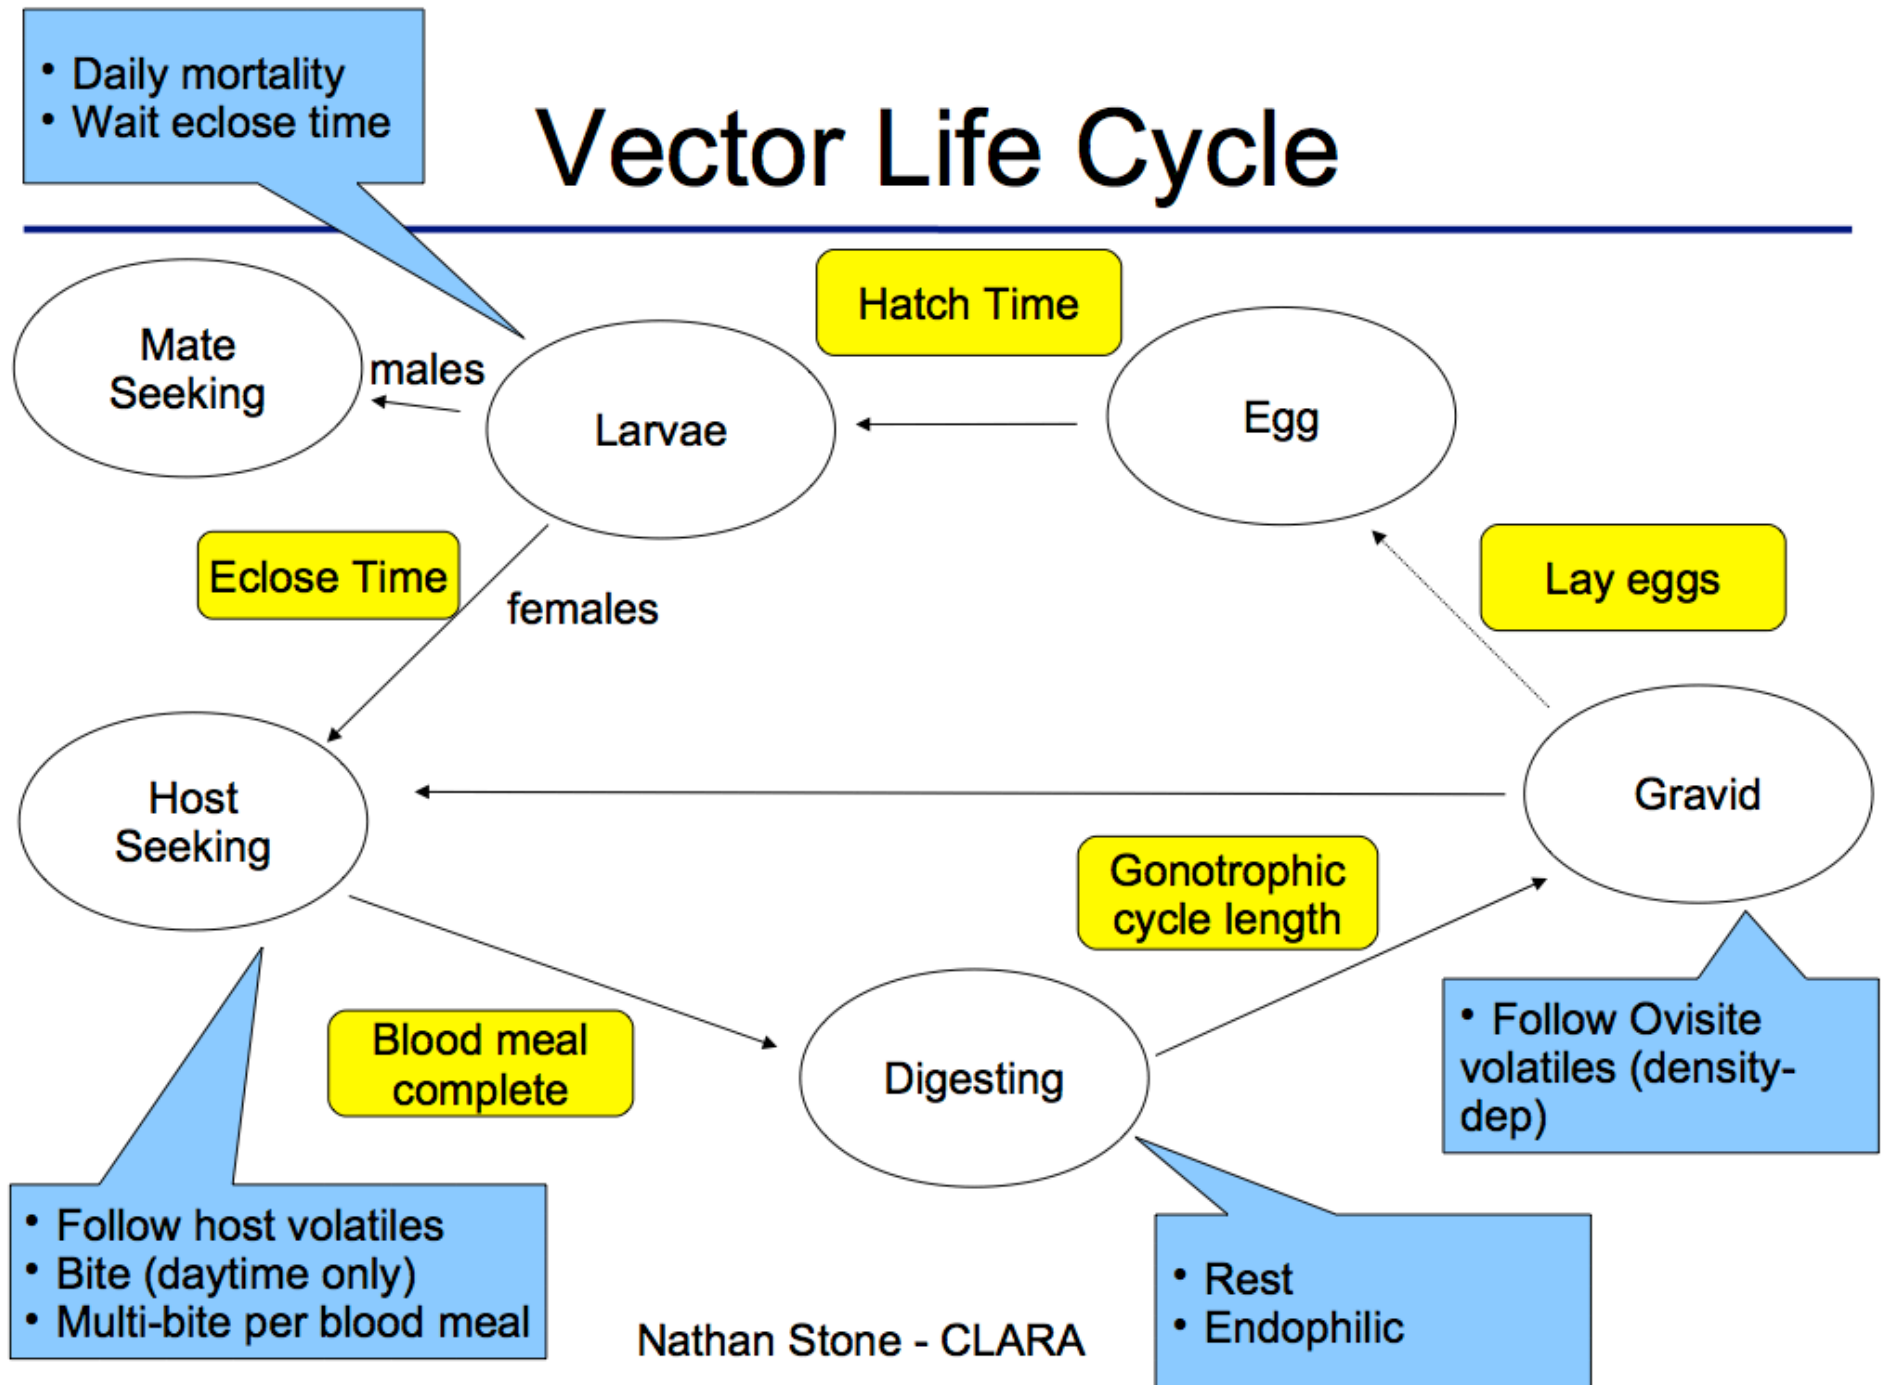 • Daily mortality
• Wait eclose time
Vector Life Cycle
Hatch Time
Mate
Seeking
males
Larvae
Egg
Eclose Time
females
Lay eggs
Host
Seeking
Gravid
Gonotrophic
cycle length
Blood meal
complete
Digesting
• Follow Ovisite
volatiles (density-
dep)
• Follow host volatiles
• Bite (daytime only)
• Multi-bite per blood meal
• Rest
• Endophilic
Nathan Stone - CLARA